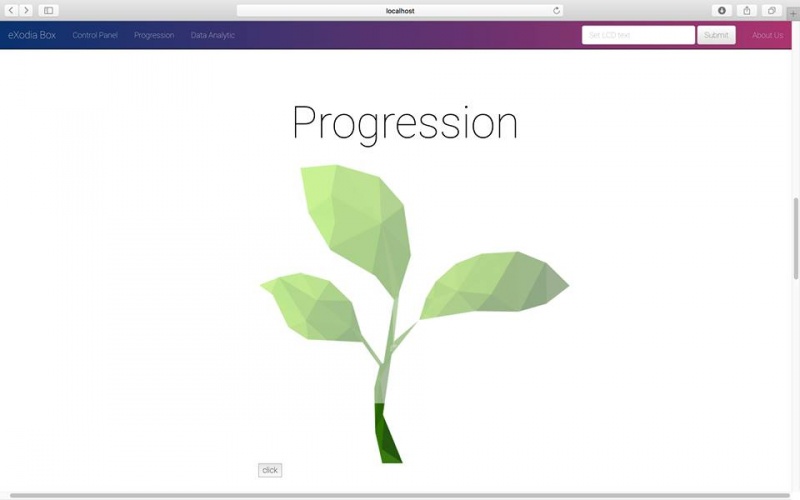 localhost
eXodia Box Control Panel Progression Data Analytic Set LCD text Submit About Us
Progression
click